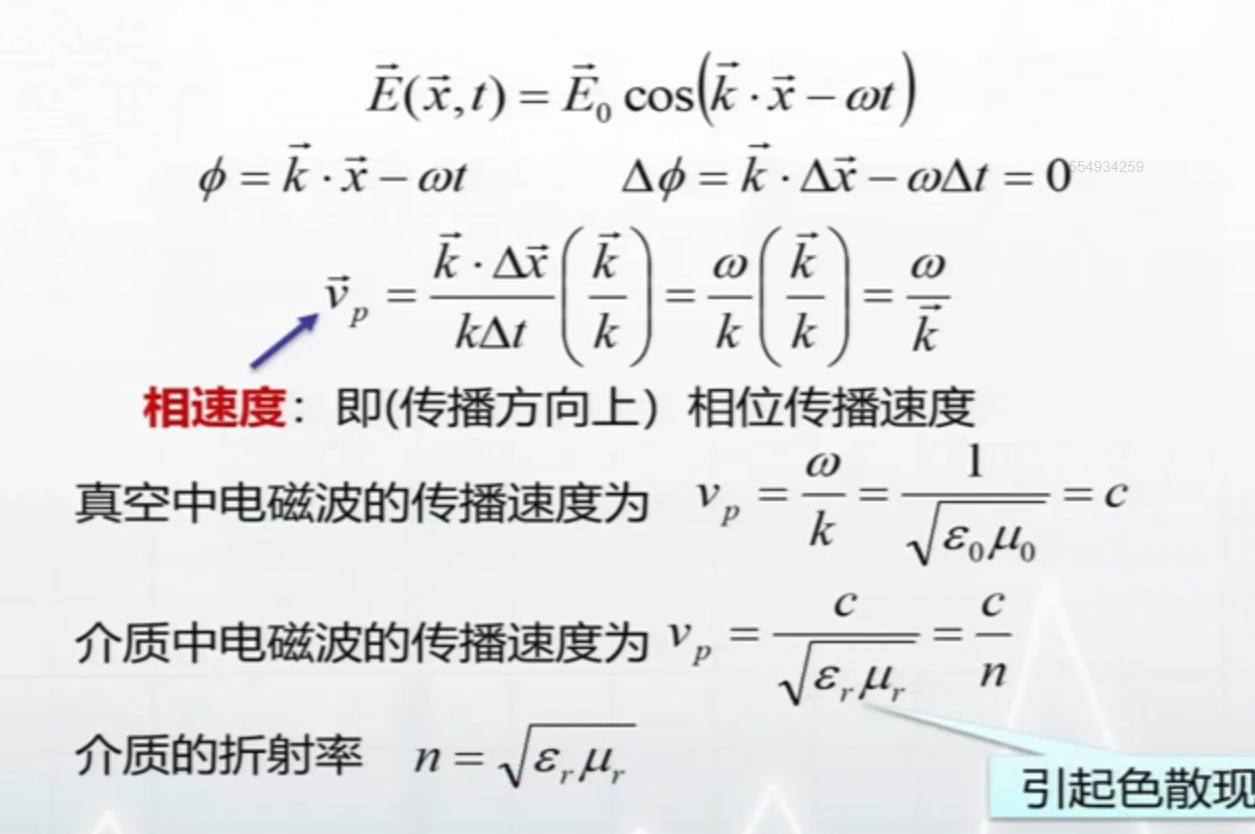 $\vec{E}(\vec{x},t) = \vec{E}_0 \cos\left(\vec{k}\cdot\vec{x} - \omega t\right)$
$\phi = \vec{k}\cdot\vec{x} - \omega t$ $\Delta\phi = \vec{k}\cdot\Delta\vec{x} - \omega\Delta t = 0$
554934259
$\vec{v}_p = \frac{\vec{k}\cdot\Delta\vec{x}}{k\Delta t}\left(\frac{\vec{k}}{k}\right) = \frac{\omega}{k}\left(\frac{\vec{k}}{k}\right) = \frac{\omega}{\vec{k}}$
相速度：即(传播方向上）相位传播速度
真空中电磁波的传播速度为 $v_p = \frac{\omega}{k} = \frac{1}{\sqrt{\varepsilon_0\mu_0}} = c$
介质中电磁波的传播速度为 $v_p = \frac{c}{\sqrt{\varepsilon_r\mu_r}} = \frac{c}{n}$
介质的折射率 $n = \sqrt{\varepsilon_r\mu_r}$
引起色散现